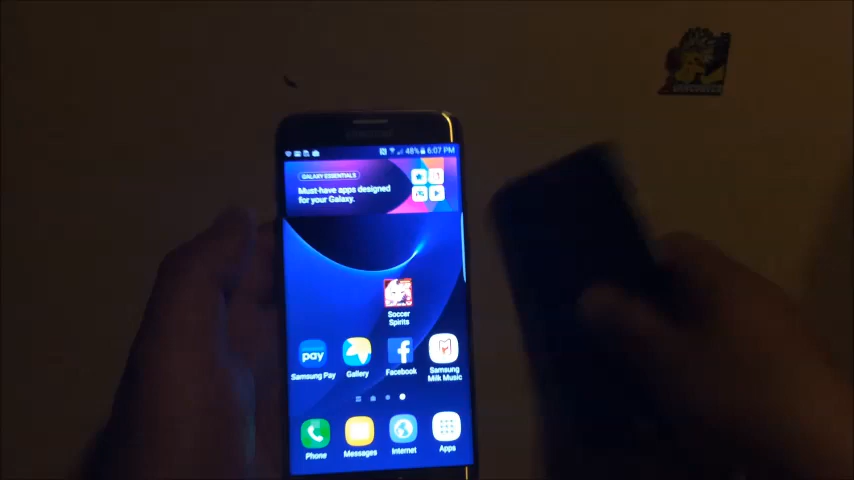 48% 6:07 PM
GALAXY ESSENTIALS
Must-have apps designed
for your Galaxy.
Soccer
Spirits
pay
Samsung Pay
Gallery
Facebook
Samsung
Milk Music
Phone
Messages
Internet
Apps